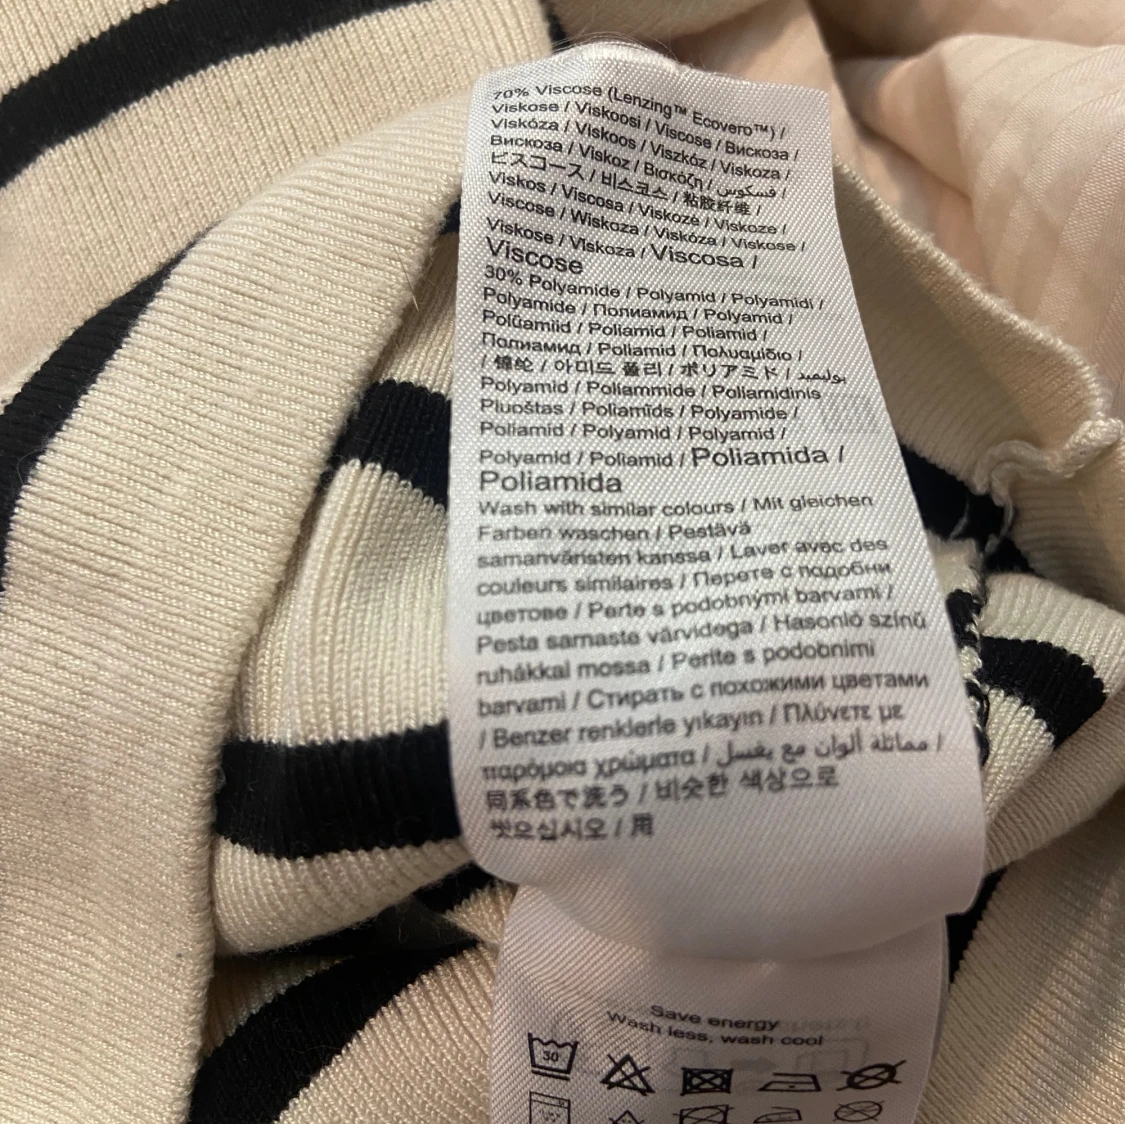 70% Viscose (Lenzing™ Ecovero™) /
Viskose / Viskoosi / Viscose / Вискоза /
Viskóza / Viskoos / Viszkóz / Viskoza /
Вискоза / Viskoz / Βισκόζη / فسكوس /
ビスコース / 비스코스 / 粘胶纤维 /
Viskos / Viscosa / Viskozė / Viskoze /
Viscose / Wiskoza / Viskóza / Viskose /
Viskose / Viskoza / Viscosa /
Viscose
30% Polyamide / Polyamid / Polyamidi /
Polyamide / Полиамид / Polyamid /
Polüamiid / Poliamid / Poliamid /
Полиамид / Poliamid / Πολυαμίδιο /
/ 锦纶 / 아미드 폴리 / ポリアミド / بوليميد
Polyamid / Poliammide / Poliamidinis
Pluoštas / Poliamīds / Polyamide /
Poliamid / Polyamid / Polyamid /
Polyamid / Poliamid / Poliamida /
Poliamida
Wash with similar colours / Mit gleichen
Farben waschen / Pestävä
samanväristen kanssa / Laver avec des
couleurs similaires / Перете с подобни
цветове / Perte s podobnými barvami /
Pesta samaste värvidega / Hasonló színű
ruhákkal mossa / Perite s podobnimi
barvami / Стирать с похожими цветами
/ Benzer renklerle yıkayın / Πλύνετε με
παρόμοια χρώματα / مماثلة ألوان مع يغسل /
同系色で洗う / 비슷한 색상으로
씻으십시오 / 用
Save energy
Wash less, wash cool
30